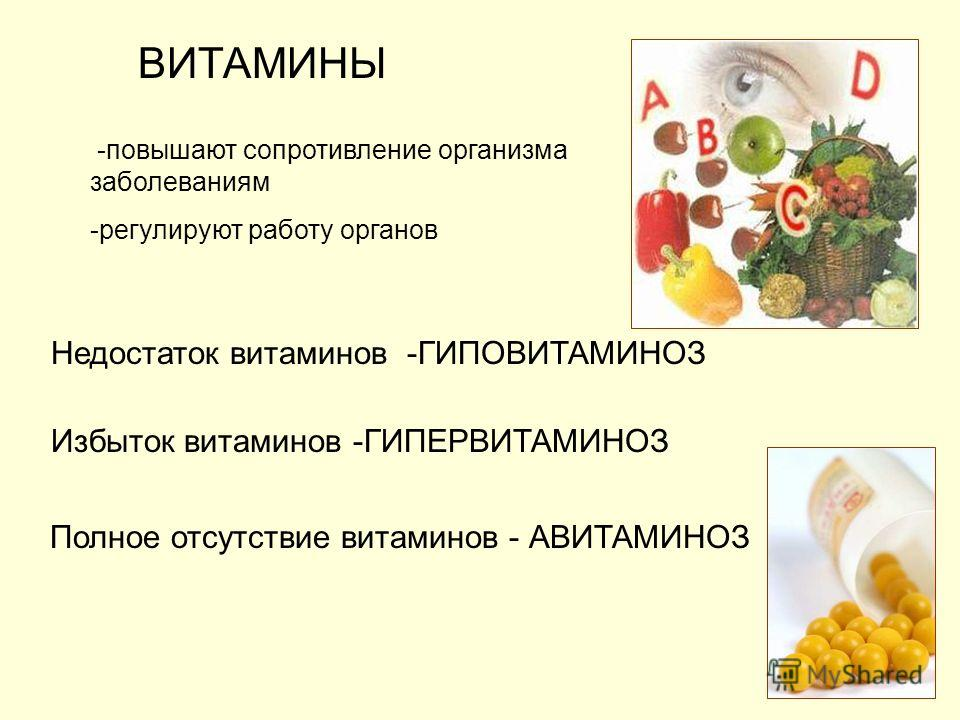 ВИТАМИНЫ
-повышают сопротивление организма
заболеваниям
-регулируют работу органов
A
B
C
D
Недостаток витаминов -ГИПОВИТАМИНОЗ
Избыток витаминов -ГИПЕРВИТАМИНОЗ
Полное отсутствие витаминов - АВИТАМИНОЗ
MyShared